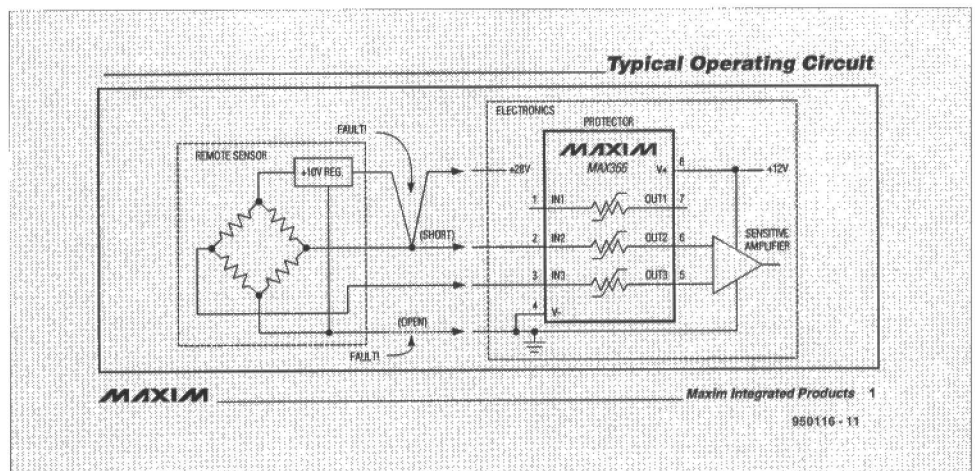 Typical Operating Circuit
ELECTRONICS
PROTECTOR
FAULT!
REMOTE SENSOR
+10V REG.
+28V
MAXIM
MAX366
V+
8
+12V
1
IN1
OUT1
7
(SHORT)
2
IN2
OUT2
6
SENSITIVE
AMPLIFIER
3
IN3
OUT3
5
4
V-
(OPEN)
FAULT!
MAXIM
Maxim Integrated Products 1
950116 - 11